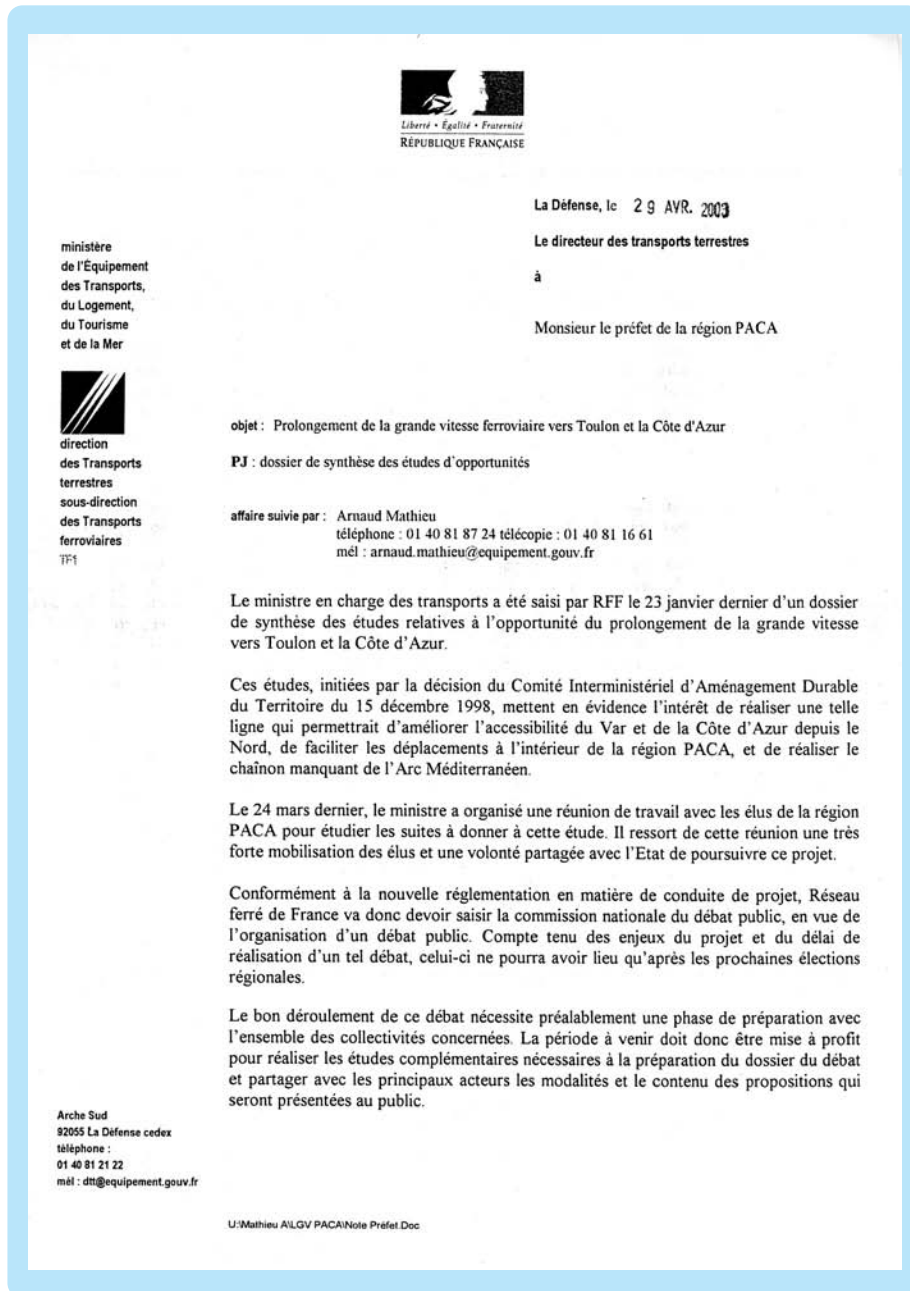 Liberté • Égalité • Fraternité
RÉPUBLIQUE FRANÇAISE
La Défense, le 29 AVR. 2003
Le directeur des transports terrestres
à
Monsieur le préfet de la région PACA
ministère
de l'Équipement
des Transports,
du Logement,
du Tourisme
et de la Mer
direction
des Transports
terrestres
sous-direction
des Transports
ferroviaires
TF1
objet : Prolongement de la grande vitesse ferroviaire vers Toulon et la Côte d'Azur
PJ : dossier de synthèse des études d'opportunités
affaire suivie par : Arnaud Mathieu
téléphone : 01 40 81 87 24 télécopie : 01 40 81 16 61
mél : arnaud.mathieu@equipement.gouv.fr
Le ministre en charge des transports a été saisi par RFF le 23 janvier dernier d'un dossier
de synthèse des études relatives à l'opportunité du prolongement de la grande vitesse
vers Toulon et la Côte d'Azur.
Ces études, initiées par la décision du Comité Interministériel d'Aménagement Durable
du Territoire du 15 décembre 1998, mettent en évidence l'intérêt de réaliser une telle
ligne qui permettrait d'améliorer l'accessibilité du Var et de la Côte d'Azur depuis le
Nord, de faciliter les déplacements à l'intérieur de la région PACA, et de réaliser le
chaînon manquant de l'Arc Méditerranéen.
Le 24 mars dernier, le ministre a organisé une réunion de travail avec les élus de la région
PACA pour étudier les suites à donner à cette étude. Il ressort de cette réunion une très
forte mobilisation des élus et une volonté partagée avec l'Etat de poursuivre ce projet.
Conformément à la nouvelle réglementation en matière de conduite de projet, Réseau
ferré de France va donc devoir saisir la commission nationale du débat public, en vue de
l'organisation d'un débat public. Compte tenu des enjeux du projet et du délai de
réalisation d'un tel débat, celui-ci ne pourra avoir lieu qu'après les prochaines élections
régionales.
Le bon déroulement de ce débat nécessite préalablement une phase de préparation avec
l'ensemble des collectivités concernées. La période à venir doit donc être mise à profit
pour réaliser les études complémentaires nécessaires à la préparation du dossier du débat
et partager avec les principaux acteurs les modalités et le contenu des propositions qui
seront présentées au public.
Arche Sud
92055 La Défense cedex
téléphone :
01 40 81 21 22
mél : dtt@equipement.gouv.fr
U:\Mathieu A\LGV PACA\Note Préfet.Doc